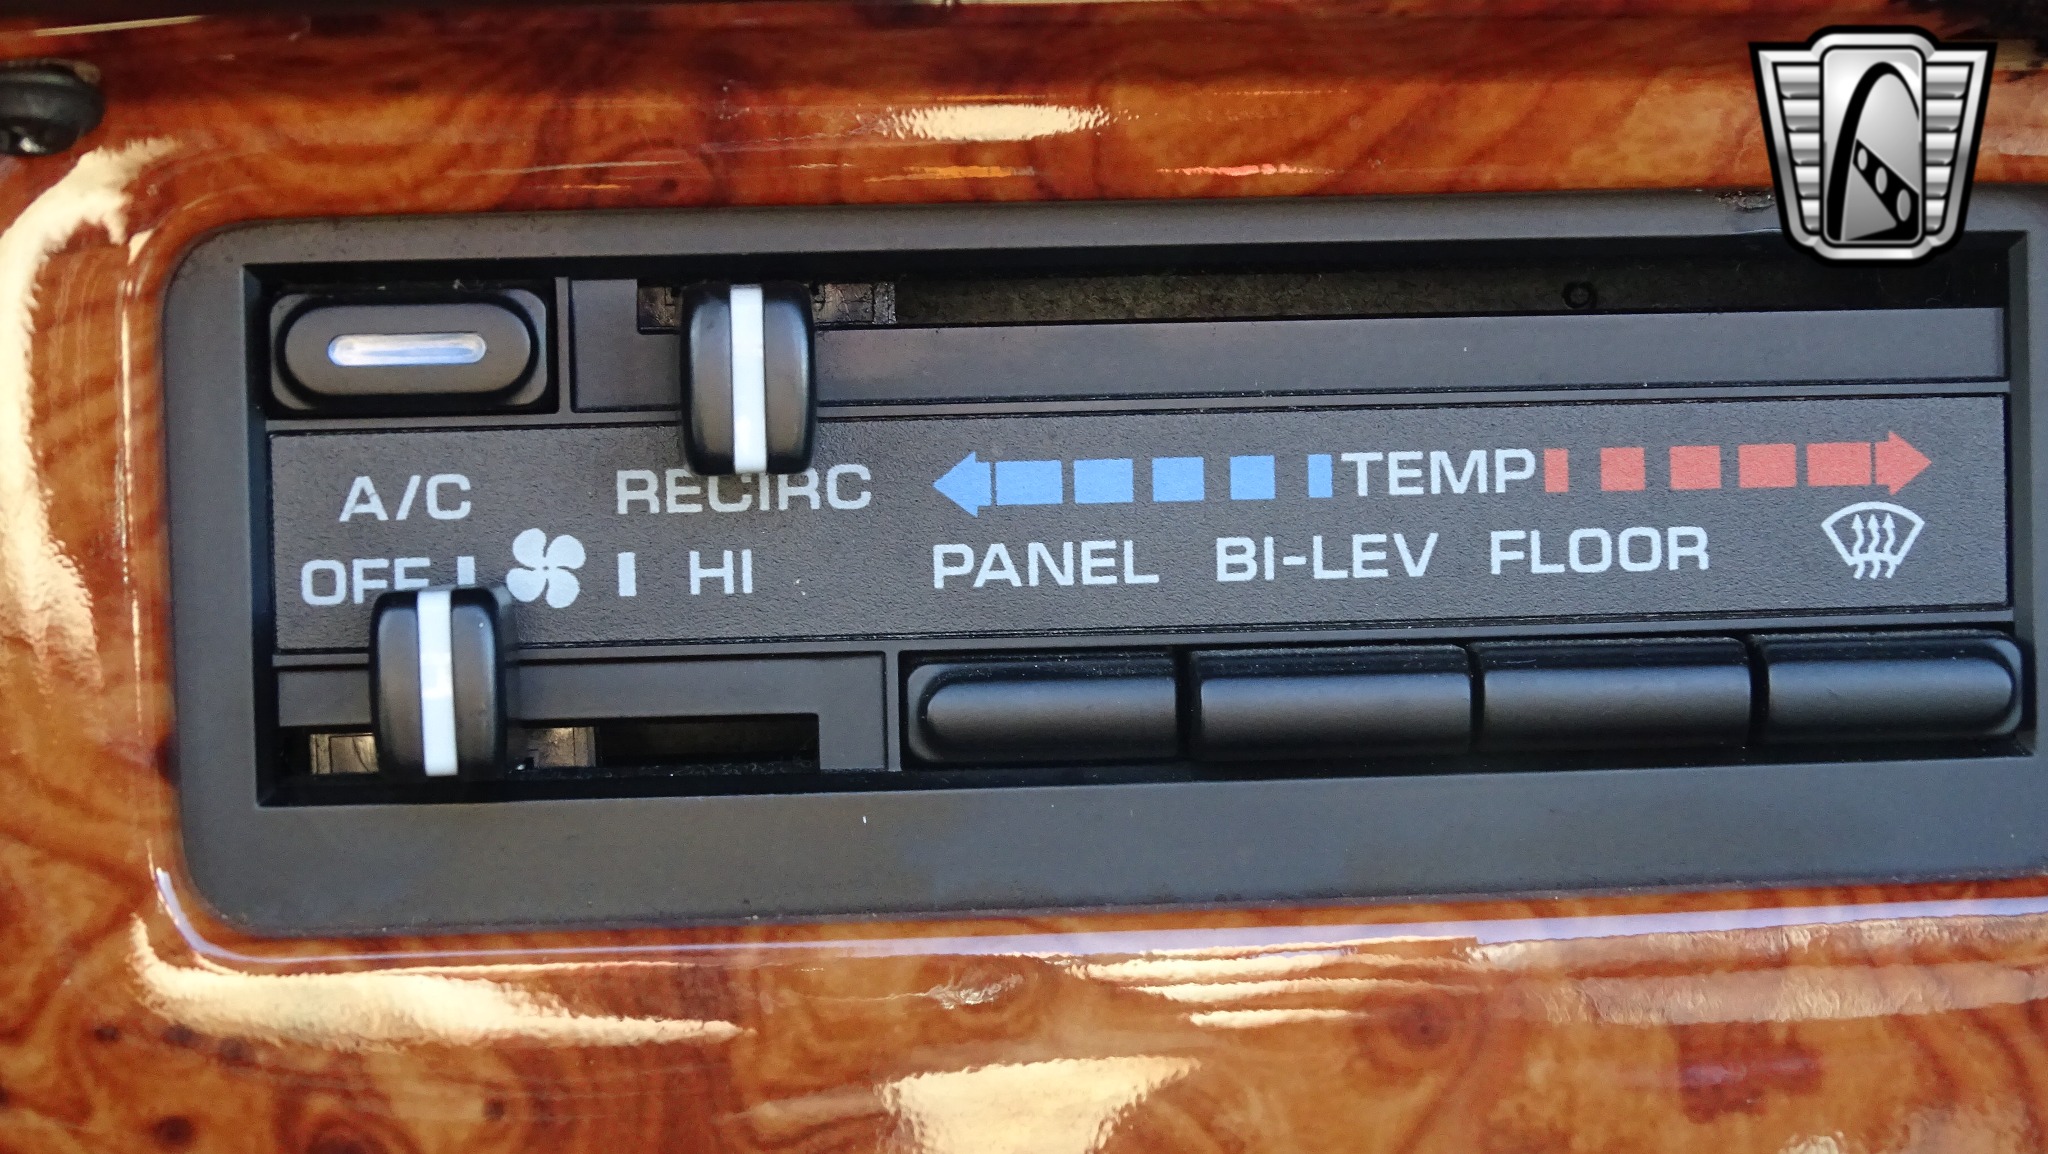 A/C RECIRC TEMP
OFF HI PANEL BI-LEV FLOOR